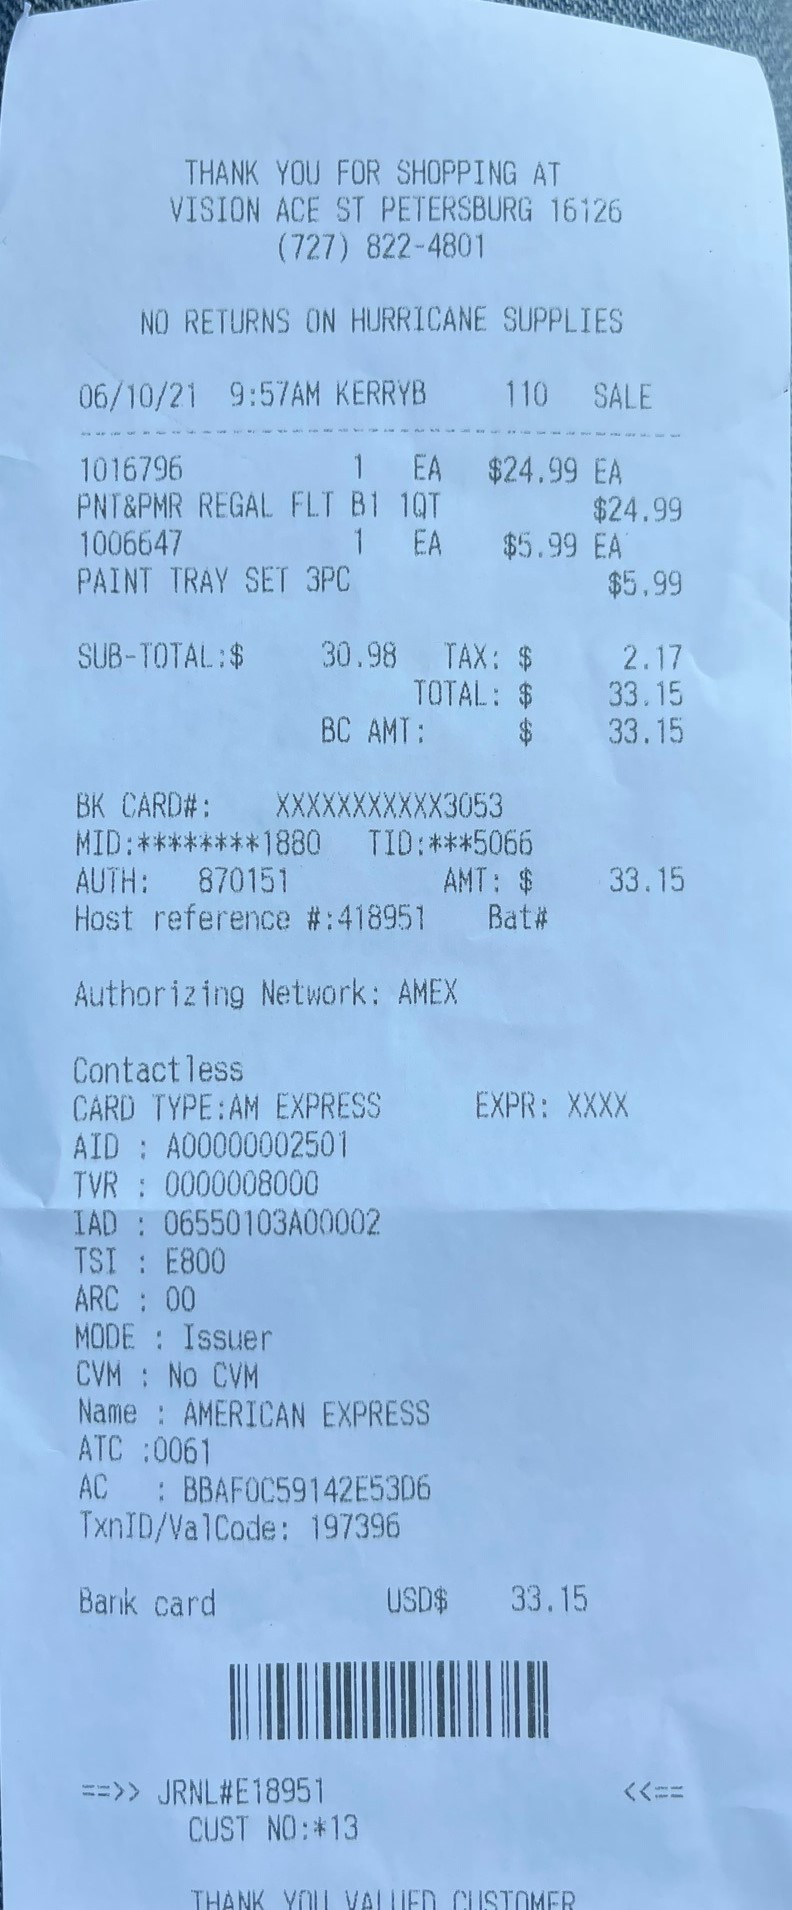 THANK YOU FOR SHOPPING AT
VISION ACE ST PETERSBURG 16126
(727) 822-4801
NO RETURNS ON HURRICANE SUPPLIES
06/10/21 9:57AM KERRYB 110 SALE
1016796 1 EA $24.99 EA
PNT&PMR REGAL FLT B1 1QT $24.99
1006647 1 EA $5.99 EA
PAINT TRAY SET 3PC $5.99
SUB-TOTAL:$ 30.98 TAX: $ 2.17
TOTAL: $ 33.15
BC AMT: $ 33.15
BK CARD#: XXXXXXXXXXX3053
MID:********1880 TID:***5066
AUTH: 870151 AMT: $ 33.15
Host reference #:418951 Bat#
Authorizing Network: AMEX
Contactless
CARD TYPE:AM EXPRESS EXPR: XXXX
AID : A00000002501
TVR : 0000008000
IAD : 06550103A00002
TSI : E800
ARC : 00
MODE : Issuer
CVM : No CVM
Name : AMERICAN EXPRESS
ATC :0061
AC : BBAF0C59142E53D6
TxnID/ValCode: 197396
Bank card USD$ 33.15
==>> JRNL#E18951 <<==
CUST NO:*13
THANK YOU VALUED CUSTOMER